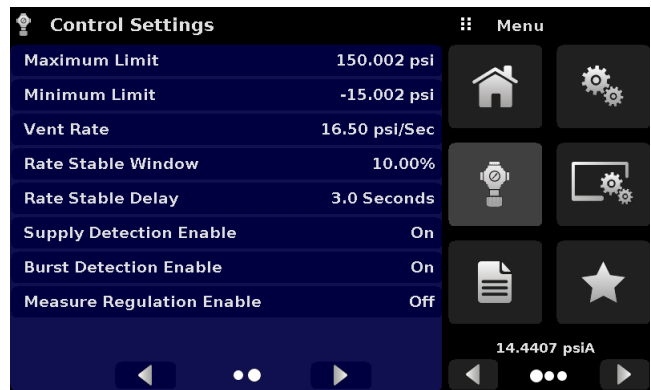 Control Settings
Menu
Maximum Limit 150.002 psi
Minimum Limit -15.002 psi
Vent Rate 16.50 psi/Sec
Rate Stable Window 10.00%
Rate Stable Delay 3.0 Seconds
Supply Detection Enable On
Burst Detection Enable On
Measure Regulation Enable Off
14.4407 psiA